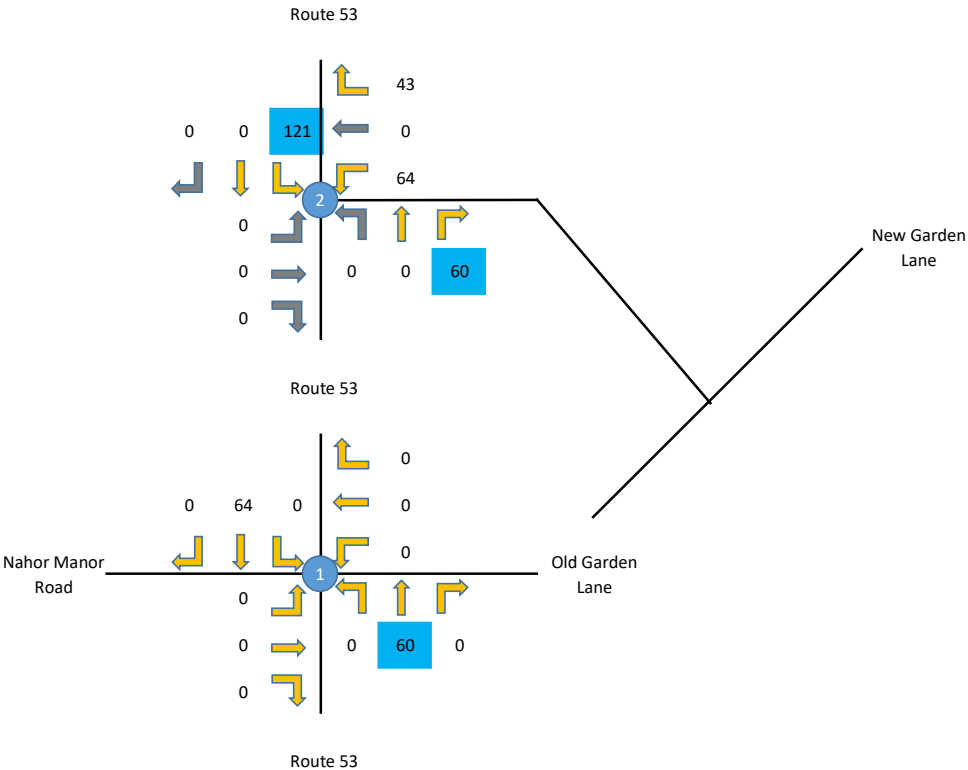 Route 53
43
0 0 121 0
64
2
0
New Garden
Lane
0 0 0 60
0
Route 53
0
0 64 0 0
0
Nahor Manor
Road
1
Old Garden
Lane
0
0 0 60 0
0
Route 53